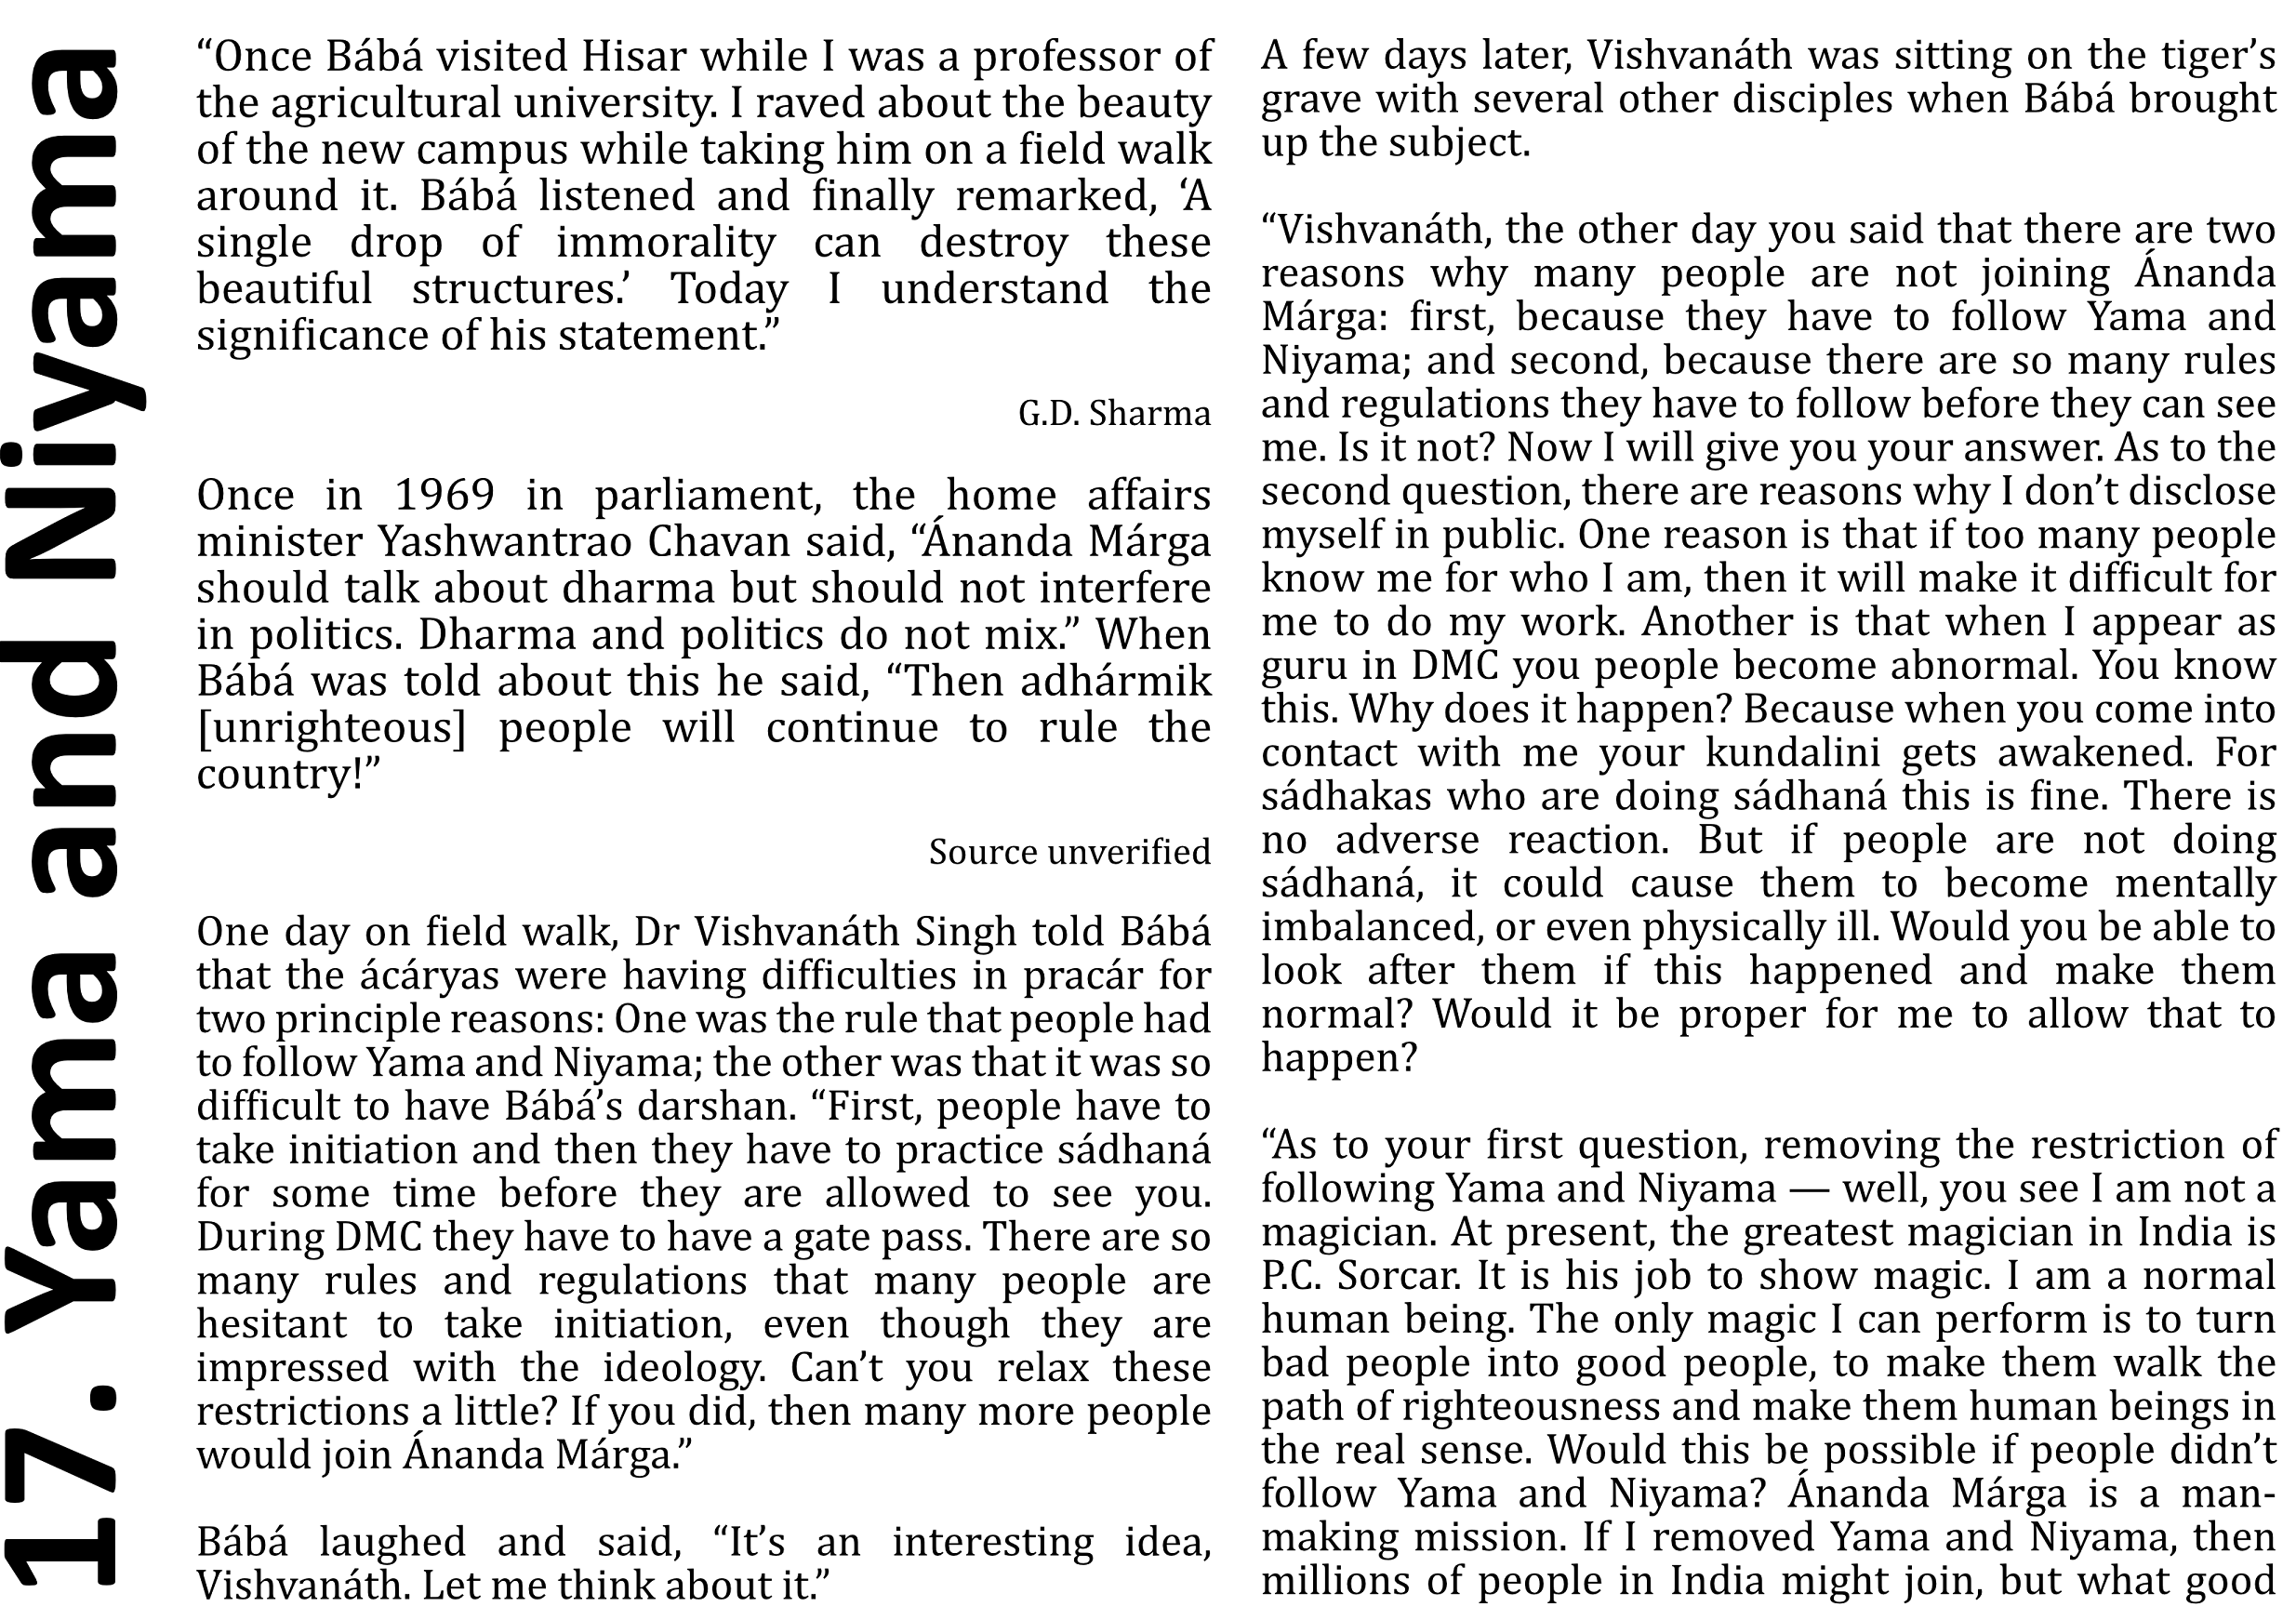 17. Yama and Niyama
“Once Bábá visited Hisar while I was a professor of
the agricultural university. I raved about the beauty
of the new campus while taking him on a field walk
around it. Bábá listened and finally remarked, ‘A
single drop of immorality can destroy these
beautiful structures.’ Today I understand the
significance of his statement.”
G.D. Sharma
Once in 1969 in parliament, the home affairs
minister Yashwantrao Chavan said, “Ánanda Márga
should talk about dharma but should not interfere
in politics. Dharma and politics do not mix.” When
Bábá was told about this he said, “Then adhármik
[unrighteous] people will continue to rule the
country!”
Source unverified
One day on field walk, Dr Vishvanáth Singh told Bábá
that the ácáryas were having difficulties in pracár for
two principle reasons: One was the rule that people had
to follow Yama and Niyama; the other was that it was so
difficult to have Bábá’s darshan. “First, people have to
take initiation and then they have to practice sádhaná
for some time before they are allowed to see you.
During DMC they have to have a gate pass. There are so
many rules and regulations that many people are
hesitant to take initiation, even though they are
impressed with the ideology. Can’t you relax these
restrictions a little? If you did, then many more people
would join Ánanda Márga.”
Bábá laughed and said, “It’s an interesting idea,
Vishvanáth. Let me think about it.”
A few days later, Vishvanáth was sitting on the tiger’s
grave with several other disciples when Bábá brought
up the subject.
“Vishvanáth, the other day you said that there are two
reasons why many people are not joining Ánanda
Márga: first, because they have to follow Yama and
Niyama; and second, because there are so many rules
and regulations they have to follow before they can see
me. Is it not? Now I will give you your answer. As to the
second question, there are reasons why I don’t disclose
myself in public. One reason is that if too many people
know me for who I am, then it will make it difficult for
me to do my work. Another is that when I appear as
guru in DMC you people become abnormal. You know
this. Why does it happen? Because when you come into
contact with me your kundalini gets awakened. For
sádhakas who are doing sádhaná this is fine. There is
no adverse reaction. But if people are not doing
sádhaná, it could cause them to become mentally
imbalanced, or even physically ill. Would you be able to
look after them if this happened and make them
normal? Would it be proper for me to allow that to
happen?
“As to your first question, removing the restriction of
following Yama and Niyama — well, you see I am not a
magician. At present, the greatest magician in India is
P.C. Sorcar. It is his job to show magic. I am a normal
human being. The only magic I can perform is to turn
bad people into good people, to make them walk the
path of righteousness and make them human beings in
the real sense. Would this be possible if people didn’t
follow Yama and Niyama? Ánanda Márga is a man-
making mission. If I removed Yama and Niyama, then
millions of people in India might join, but what good